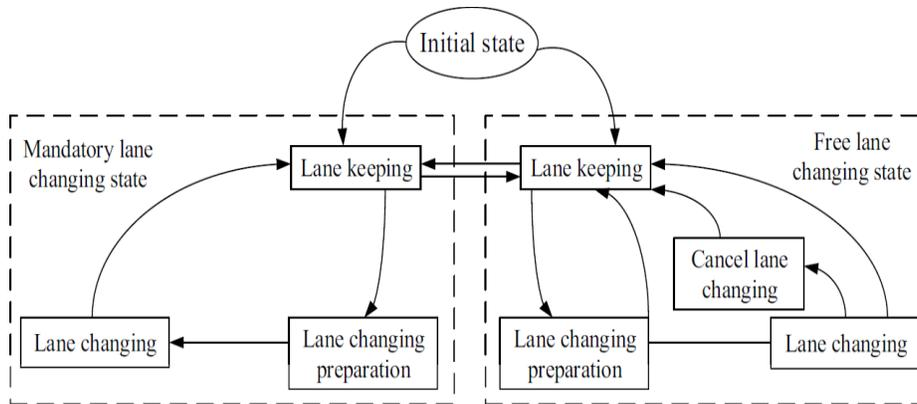 Initial state
Mandatory lane
changing state
Lane keeping
Lane changing
Lane changing
preparation
Free lane
changing state
Lane keeping
Cancel lane
changing
Lane changing
preparation
Lane changing